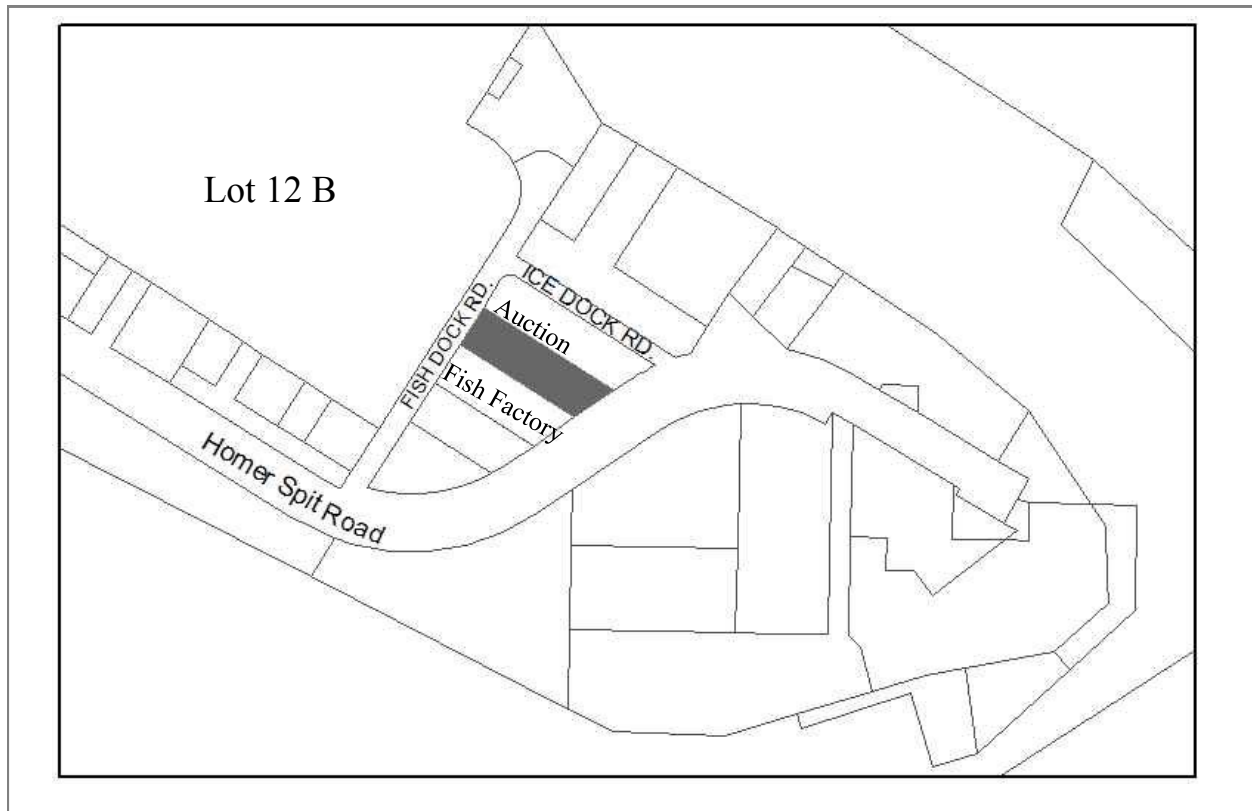 Lot 12 B
ICE DOCK RD.
Auction
FISH DOCK RD.
Fish Factory
Homer Spit Road